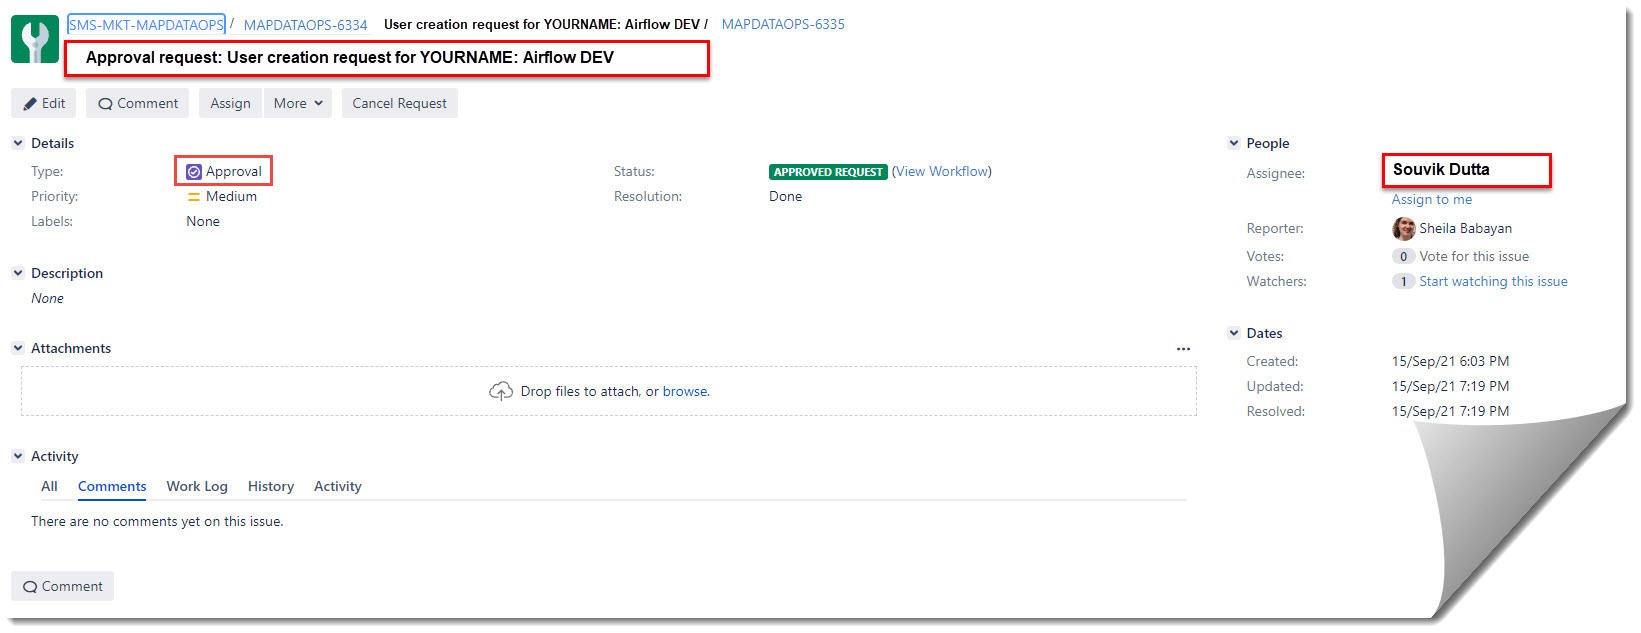 SMS-MKT-MAPDATAOPS / MAPDATAOPS-6334 User creation request for YOURNAME: Airflow DEV / MAPDATAOPS-6335
Approval request: User creation request for YOURNAME: Airflow DEV
Edit Comment Assign More Cancel Request
Details
Type: Approval
Priority: Medium
Labels: None
Status: APPROVED REQUEST (View Workflow)
Resolution: Done
Description
None
Attachments
...
Drop files to attach, or browse.
Activity
All Comments Work Log History Activity
There are no comments yet on this issue.
Comment
People
Assignee: Souvik Dutta
Assign to me
Reporter: Sheila Babayan
Votes: 0 Vote for this issue
Watchers: 1 Start watching this issue
Dates
Created: 15/Sep/21 6:03 PM
Updated: 15/Sep/21 7:19 PM
Resolved: 15/Sep/21 7:19 PM